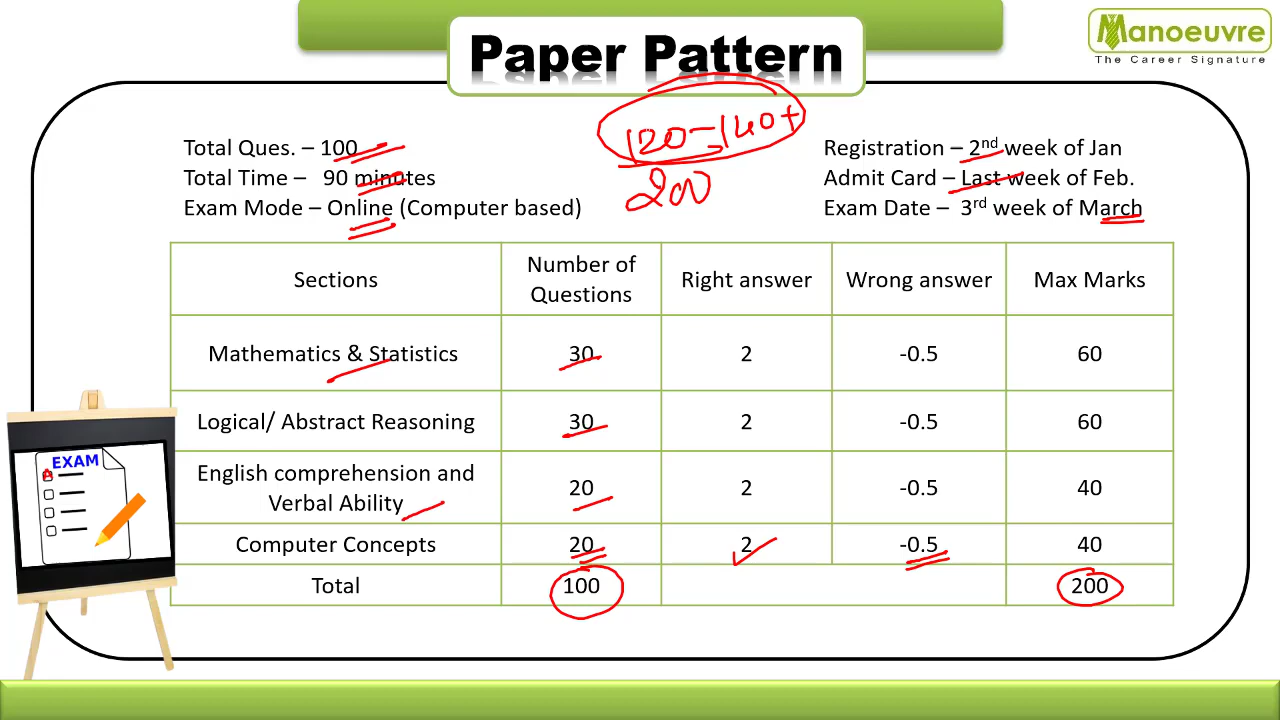 Paper Pattern
Manoeuvre
The Career Signature
120-140+
200
Total Ques. – 100
Total Time – 90 minutes
Exam Mode – Online (Computer based)
Registration – 2nd week of Jan
Admit Card – Last week of Feb.
Exam Date – 3rd week of March
Sections Number of Questions Right answer Wrong answer Max Marks
Mathematics & Statistics 30 2 -0.5 60
Logical/ Abstract Reasoning 30 2 -0.5 60
English comprehension and Verbal Ability 20 2 -0.5 40
Computer Concepts 20 2 -0.5 40
Total 100 200
EXAM